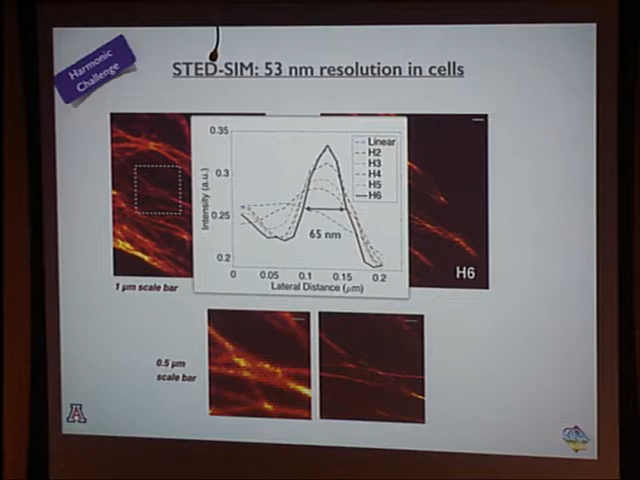 Harmonic
Challenge
STED-SIM: 53 nm resolution in cells
0.35
0.3
0.25
0.2
Intensity (a.u.)
Linear
H2
H3
H4
H5
H6
65 nm
0
0.05
0.1
0.15
0.2
Lateral Distance (μm)
H6
1 μm scale bar
0.5 μm
scale bar
A